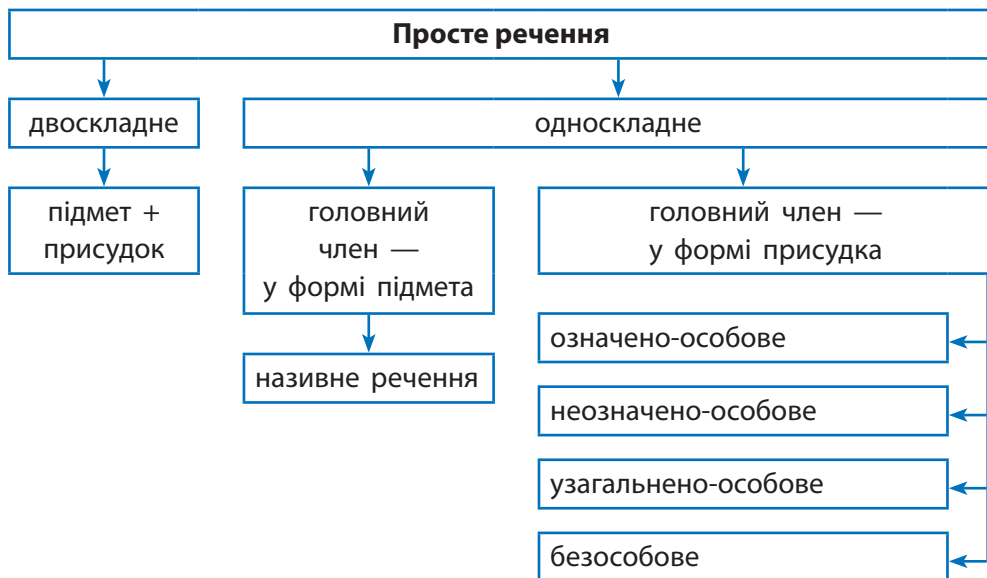 Просте речення
двоскладне
односкладне
підмет +
присудок
головний
член —
у формі підмета
головний член —
у формі присудка
називне речення
означено-особове
неозначено-особове
узагальнено-особове
безособове